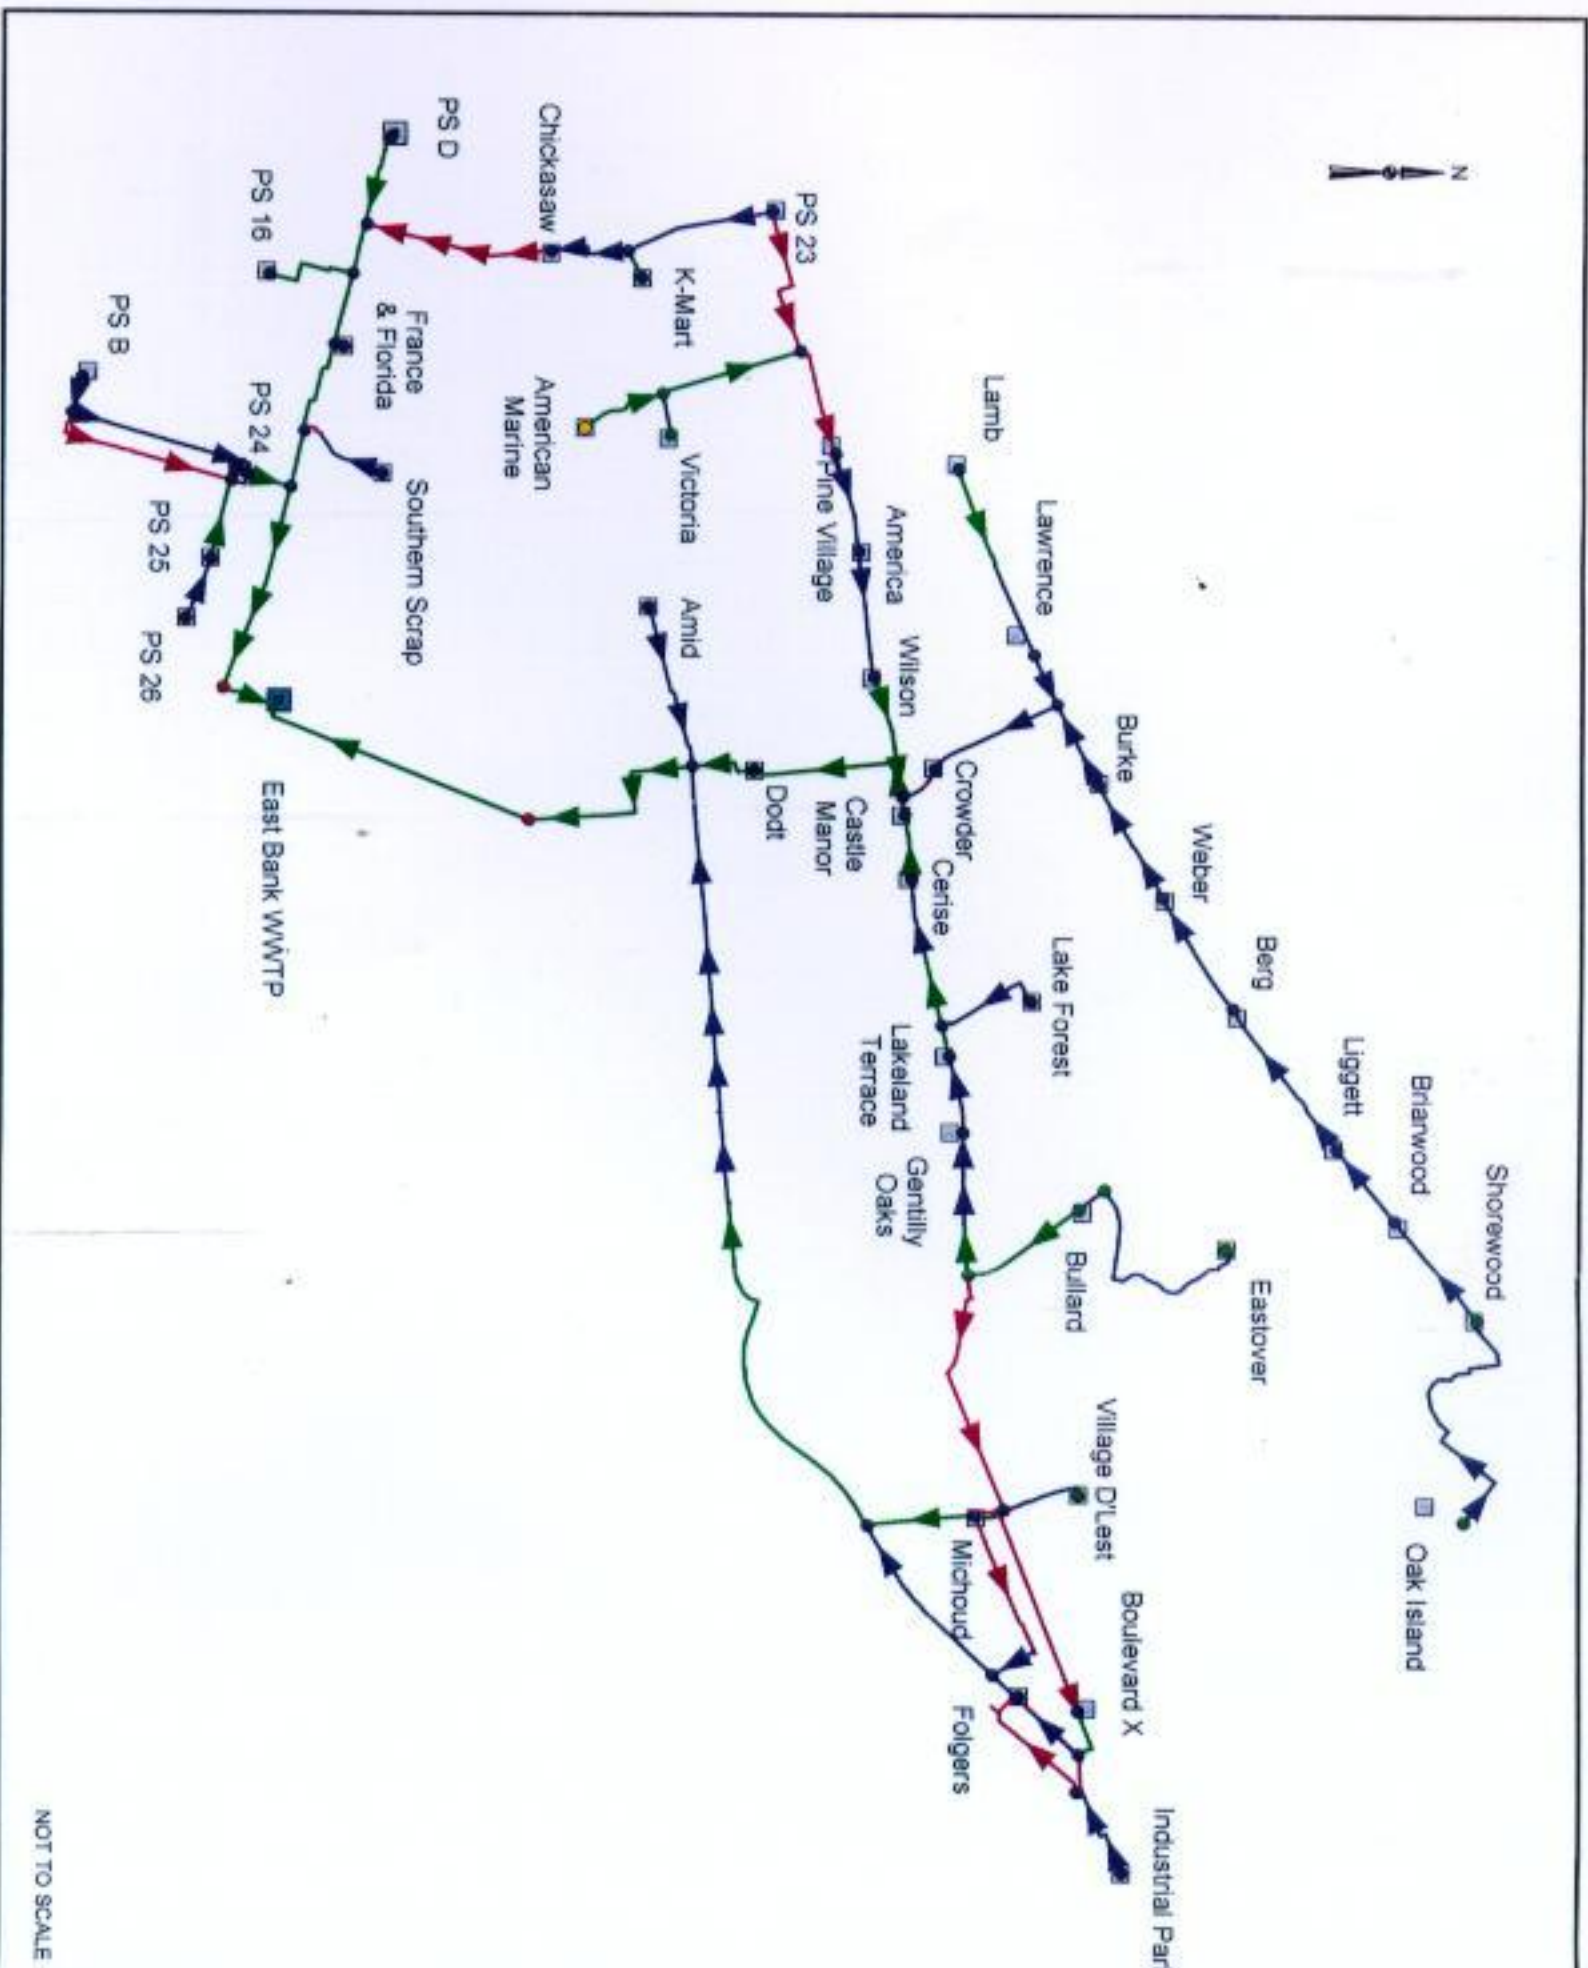 N
Shorewood
Oak Island
Briarwood
Liggett
Eastover
Berg
Weber
Village D'Lest
Boulevard X
Industrial Par
Burke
Bullard
Lake Forest
Lawrence
Lamb
Crowder
Cerise
Michoud
Folgers
Gentilly
Oaks
Lakeland
Terrace
Wilson
America
Castle
Manor
Pine Village
PS 23
Dodt
K-Mart
Victoria
Amid
Chickasaw
American
Marine
PS D
France
& Florida
Southern Scrap
East Bank WWTP
PS 16
PS 24
PS 25
PS 26
PS B
NOT TO SCALE